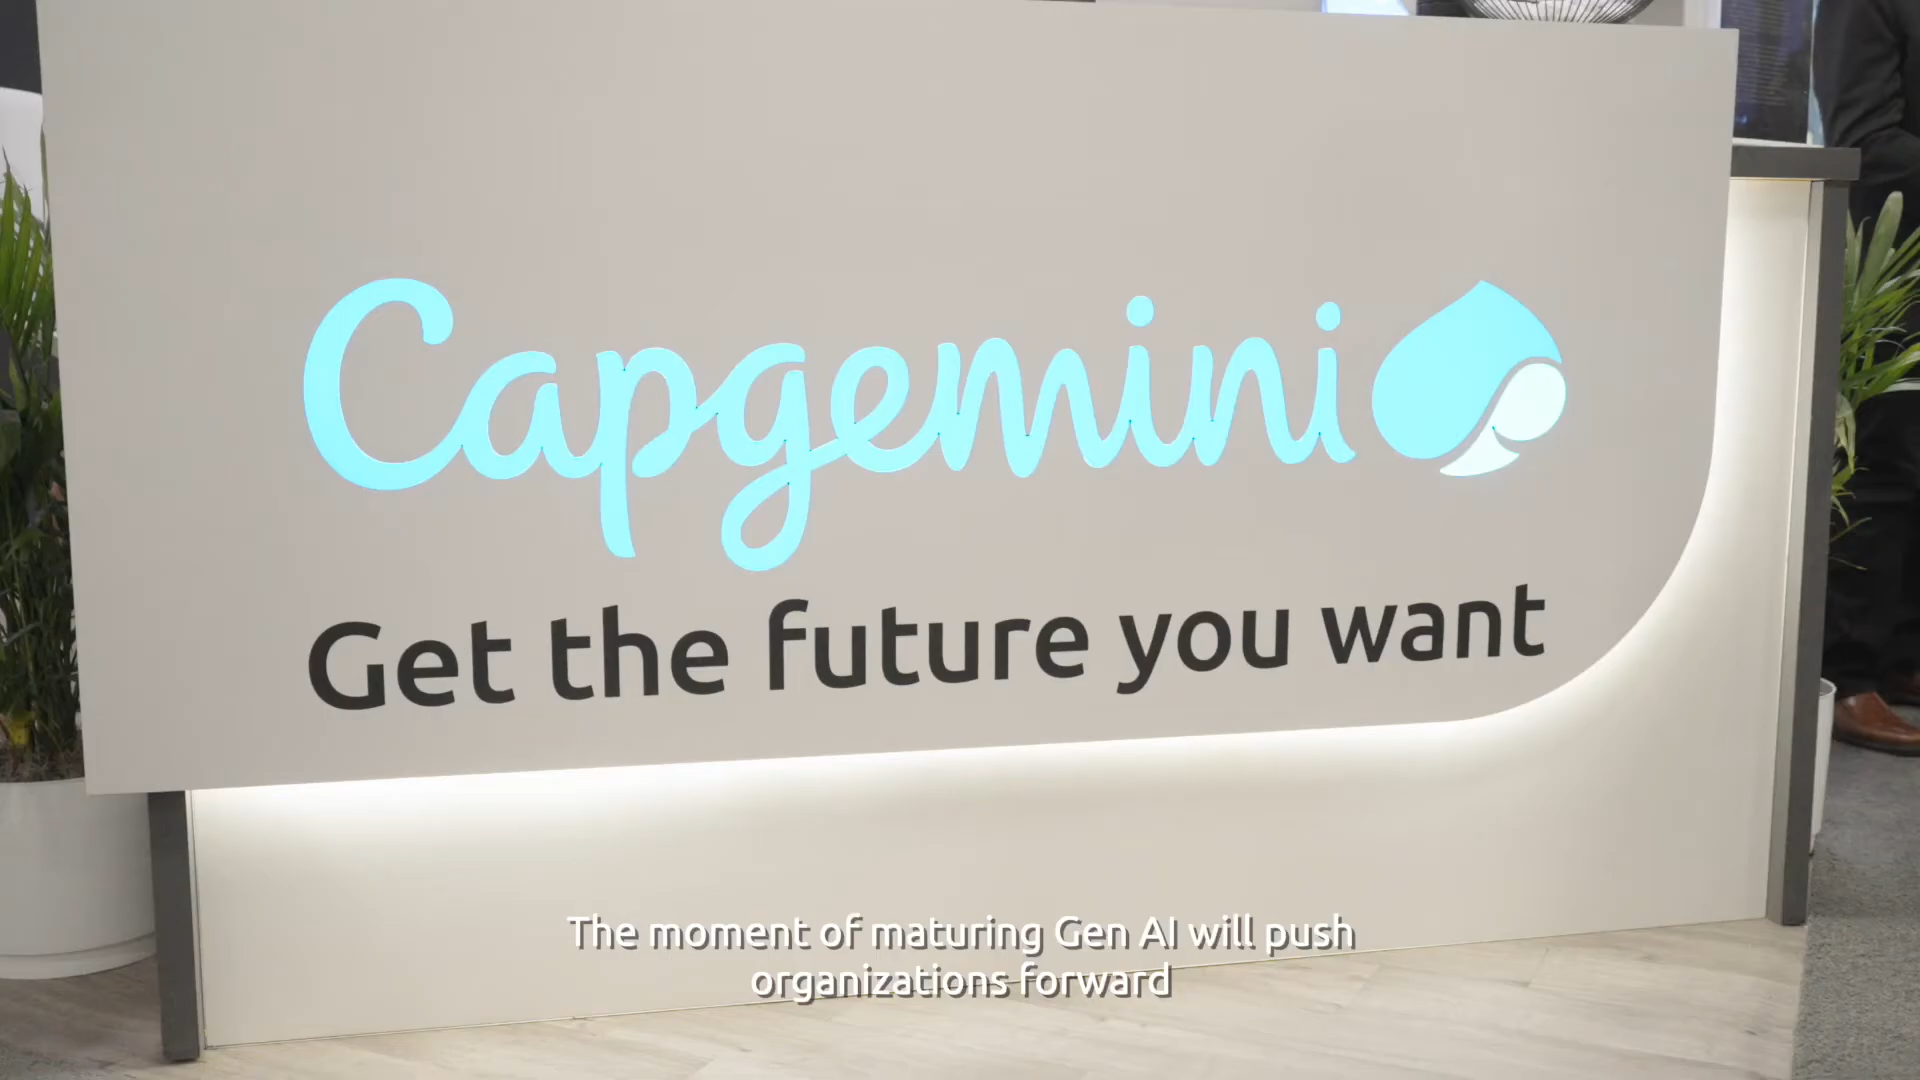 Capgemini
Get the future you want
The moment of maturing Gen AI will push
organizations forward